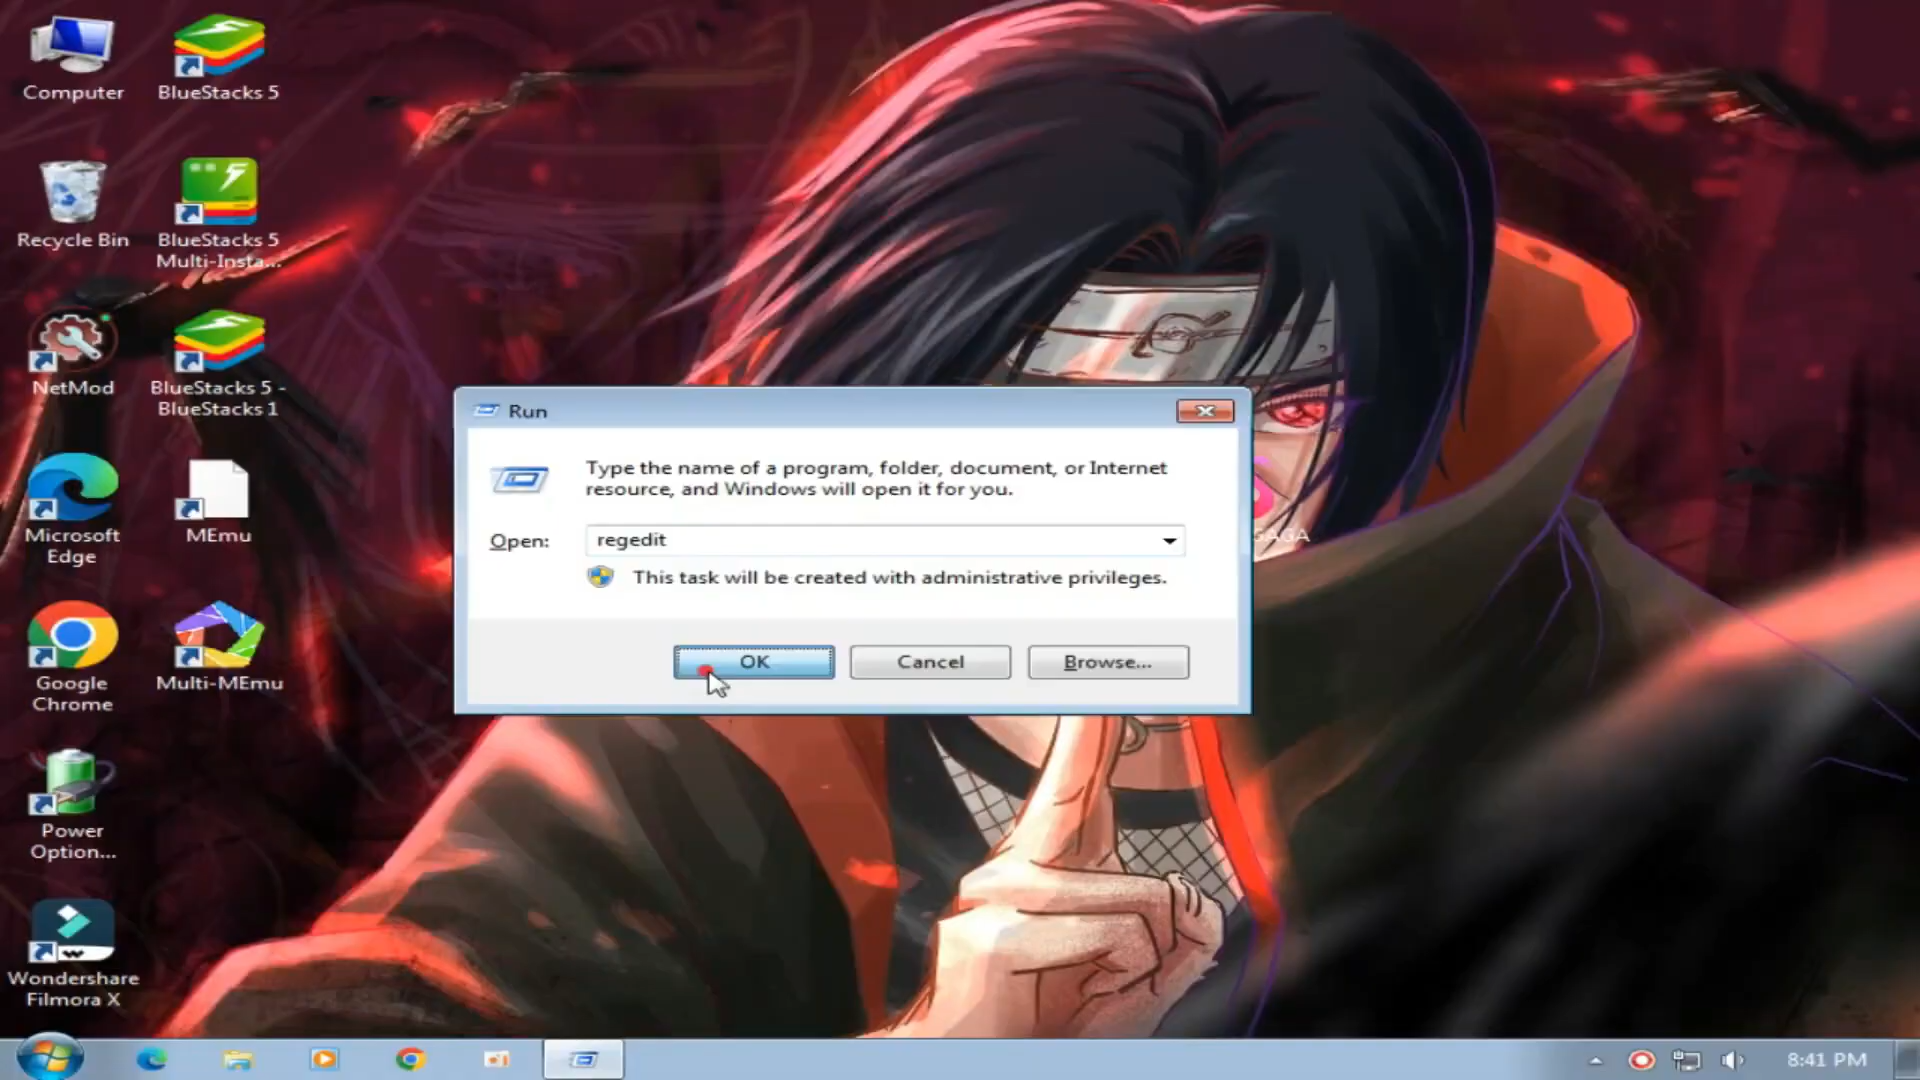 Computer
BlueStacks 5
Recycle Bin
BlueStacks 5
Multi-Insta...
NetMod
BlueStacks 5 -
BlueStacks 1
Microsoft
Edge
MEmu
Google
Chrome
Multi-MEmu
Power
Option...
Wondershare
Filmora X
Run
Type the name of a program, folder, document, or Internet
resource, and Windows will open it for you.
Open:
regedit
This task will be created with administrative privileges.
OK
Cancel
Browse...
8:41 PM